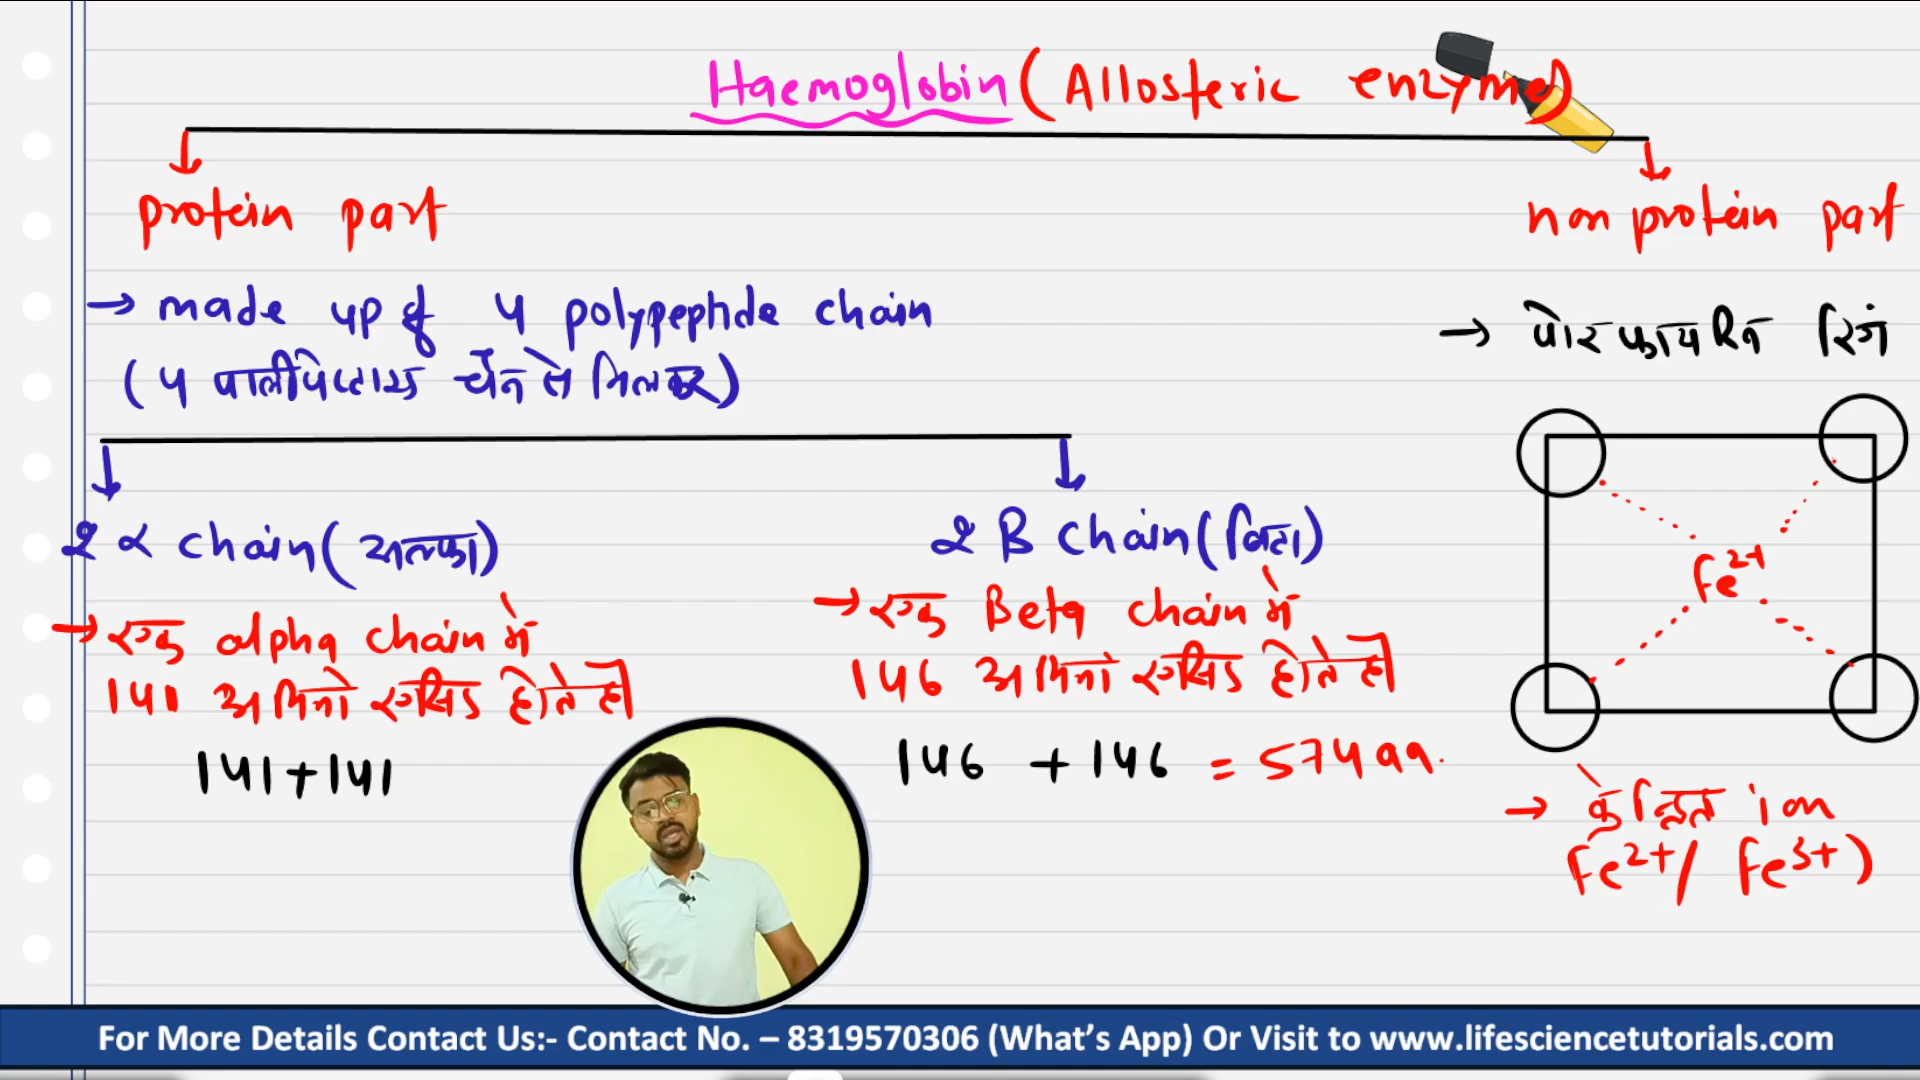 Haemoglobin (Allosteric enzyme)
protein part
non protein part
→ made up of 4 polypeptide chain
(4 पालीपेप्टाइड चैन से मिलकर)
→ पोरफायरिन रिंग
2 α chain (अल्फा)
2 B chain (बिटा)
→ एक alpha chain में
141 अमिनो एसिड होते है
141 + 141
→ एक Beta chain में
146 अमिनो एसिड होते है
146 + 146 = 574 aa.
Fe2+
→ ion
Fe2+ / Fe3+)
For More Details Contact Us:- Contact No. – 8319570306 (What's App) Or Visit to www.lifesciencetutorials.com